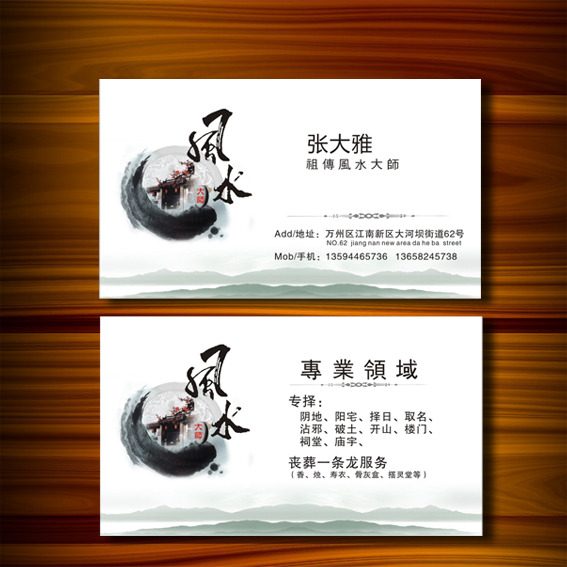 風水
大師
张大雅
祖傳風水大師
Add/地址：万州区江南新区大河坝街道62号
NO.62 jiang nan new area da he ba street
Mob/手机：13594465736 13658245738
風水
大師
專業領域
专择：
阴地、阳宅、择日、取名、
沾邪、破土、开山、楼门、
祠堂、庙宇、
丧葬一条龙服务
（香、烛、寿衣、骨灰盒、搭灵堂等）